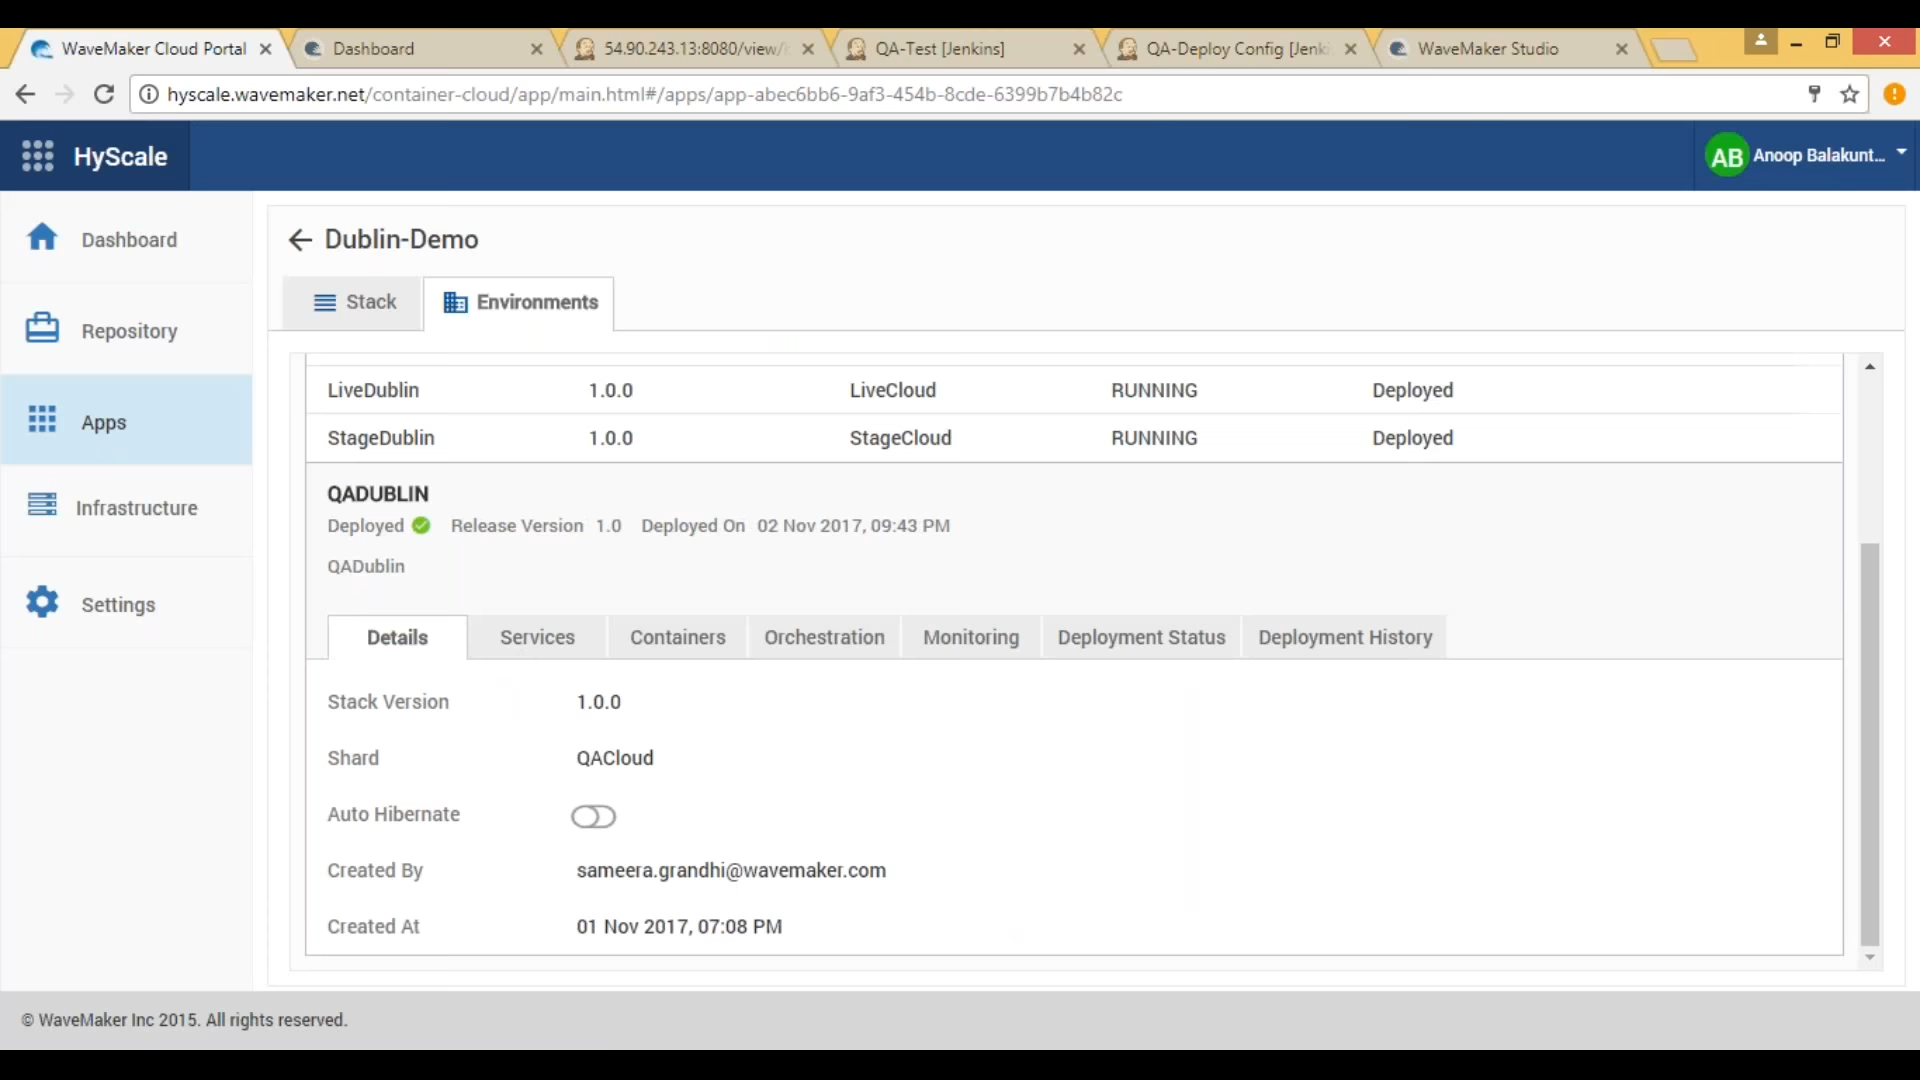 WaveMaker Cloud Portal
Dashboard
54.90.243.13:8080/view/
QA-Test [Jenkins]
QA-Deploy Config [Jenki
WaveMaker Studio
hyscale.wavemaker.net/container-cloud/app/main.html#/apps/app-abec6bb6-9af3-454b-8cde-6399b7b4b82c
HyScale
AB Anoop Balakunt...
Dashboard
Repository
Apps
Infrastructure
Settings
Dublin-Demo
Stack
Environments
LiveDublin 1.0.0 LiveCloud RUNNING Deployed
StageDublin 1.0.0 StageCloud RUNNING Deployed
QADUBLIN
Deployed Release Version 1.0 Deployed On 02 Nov 2017, 09:43 PM
QADublin
Details Services Containers Orchestration Monitoring Deployment Status Deployment History
Stack Version 1.0.0
Shard QACloud
Auto Hibernate
Created By sameera.grandhi@wavemaker.com
Created At 01 Nov 2017, 07:08 PM
© WaveMaker Inc 2015. All rights reserved.